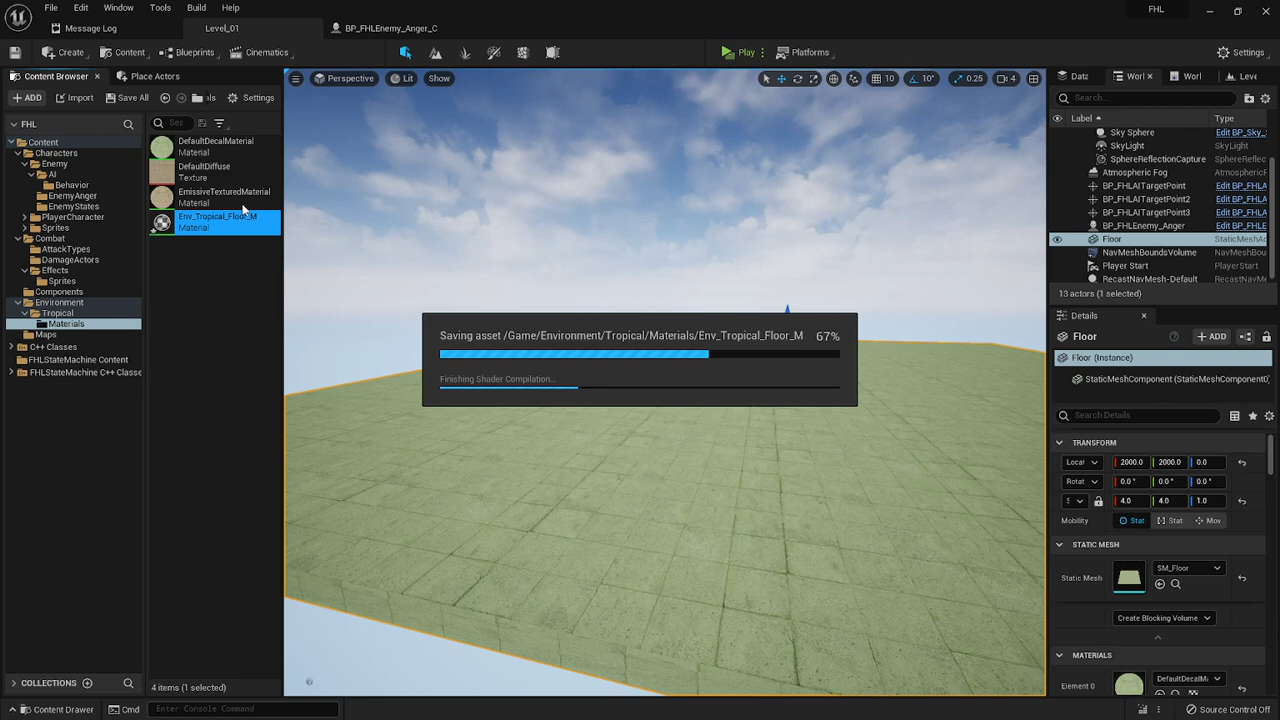 File
Edit
Window
Tools
Build
Help
FHL
Message Log
Level_01
BP_FHLEnemy_Anger_C
Create
Content
Blueprints
Cinematics
Play
Platforms
Settings
Content Browser
Place Actors
ADD
Import
Save All
Settings
FHL
Content
Characters
Enemy
AI
Behavior
EnemyAnger
EnemyStates
PlayerCharacter
Sprites
Combat
AttackTypes
DamageActors
Effects
Sprites
Components
Environment
Tropical
Materials
Maps
C++ Classes
FHLStateMachine Content
FHLStateMachine C++ Classe
COLLECTIONS
DefaultDecalMaterial
Material
DefaultDiffuse
Texture
EmissiveTexturedMaterial
Material
Env_Tropical_Floor_M
Material
4 items (1 selected)
Perspective
Lit
Show
10
10°
0.25
4
Saving asset /Game/Environment/Tropical/Materials/Env_Tropical_Floor_M 67%
Finishing Shader Compilation...
Data
Worl
Worl
Leve
Search...
Label
Type
Sky Sphere Edit BP_Sky_
SkyLight SkyLight
SphereReflectionCapture SphereReflec
Atmospheric Fog AtmosphericF
BP_FHLAITargetPoint Edit BP_FHLA
BP_FHLAITargetPoint2 Edit BP_FHLA
BP_FHLAITargetPoint3 Edit BP_FHLA
BP_FHLEnemy_Anger Edit BP_FHLE
Floor StaticMeshAc
NavMeshBoundsVolume NavMeshBou
Player Start PlayerStart
RecastNavMesh-Default RecastNavMe
13 actors (1 selected)
Details
Floor
ADD
Floor (Instance)
StaticMeshComponent (StaticMeshComponent0)
Search Details
TRANSFORM
Locat 2000.0 2000.0 0.0
Rotat 0.0 ° 0.0 ° 0.0 °
S 4.0 4.0 1.0
Mobility Stat Stat Mov
STATIC MESH
Static Mesh
SM_Floor
Create Blocking Volume
MATERIALS
Element 0
DefaultDecalMa
Content Drawer
Cmd
Enter Console Command
Source Control Off